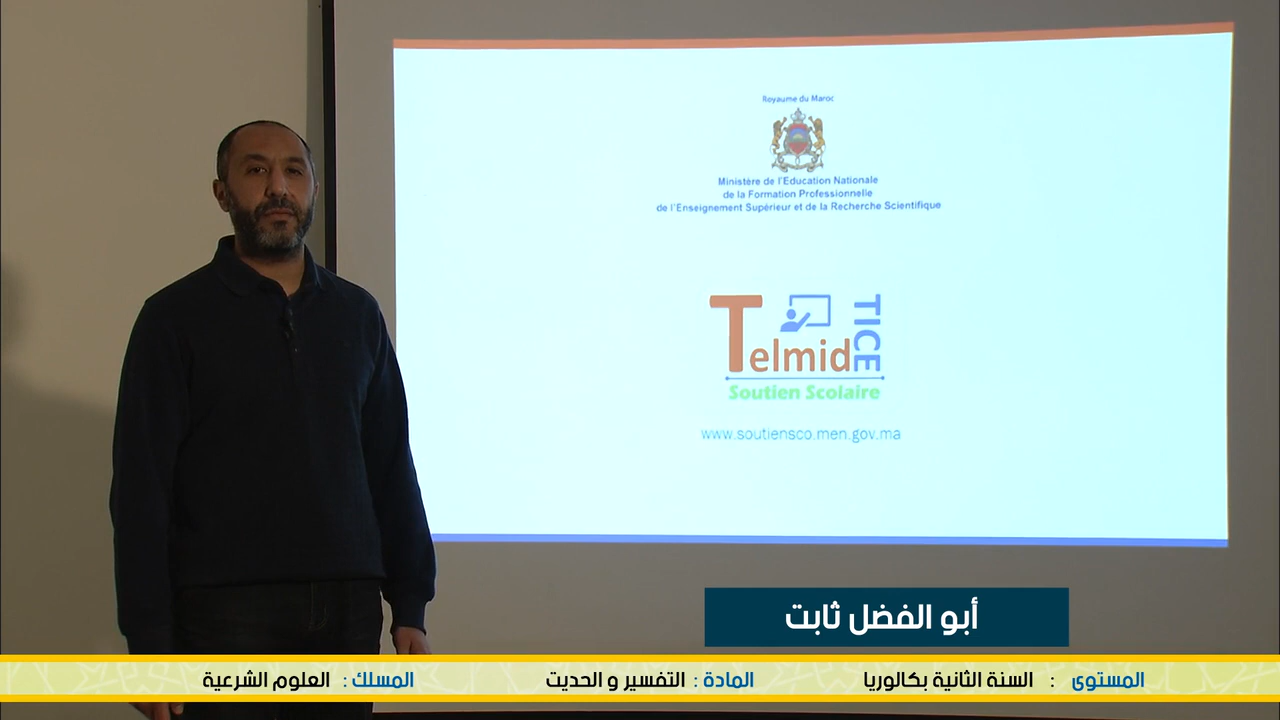 Royaume du Maroc
Ministère de l'Education Nationale
de la Formation Professionnelle
de l'Enseignement Supérieur et de la Recherche Scientifique
Telmid TICE
Soutien Scolaire
www.soutiensco.men.gov.ma
أبو الفضل ثابت
المستوى : السنة الثانية بكالوريا المادة : التفسير و الحديت المسلك : العلوم الشرعية